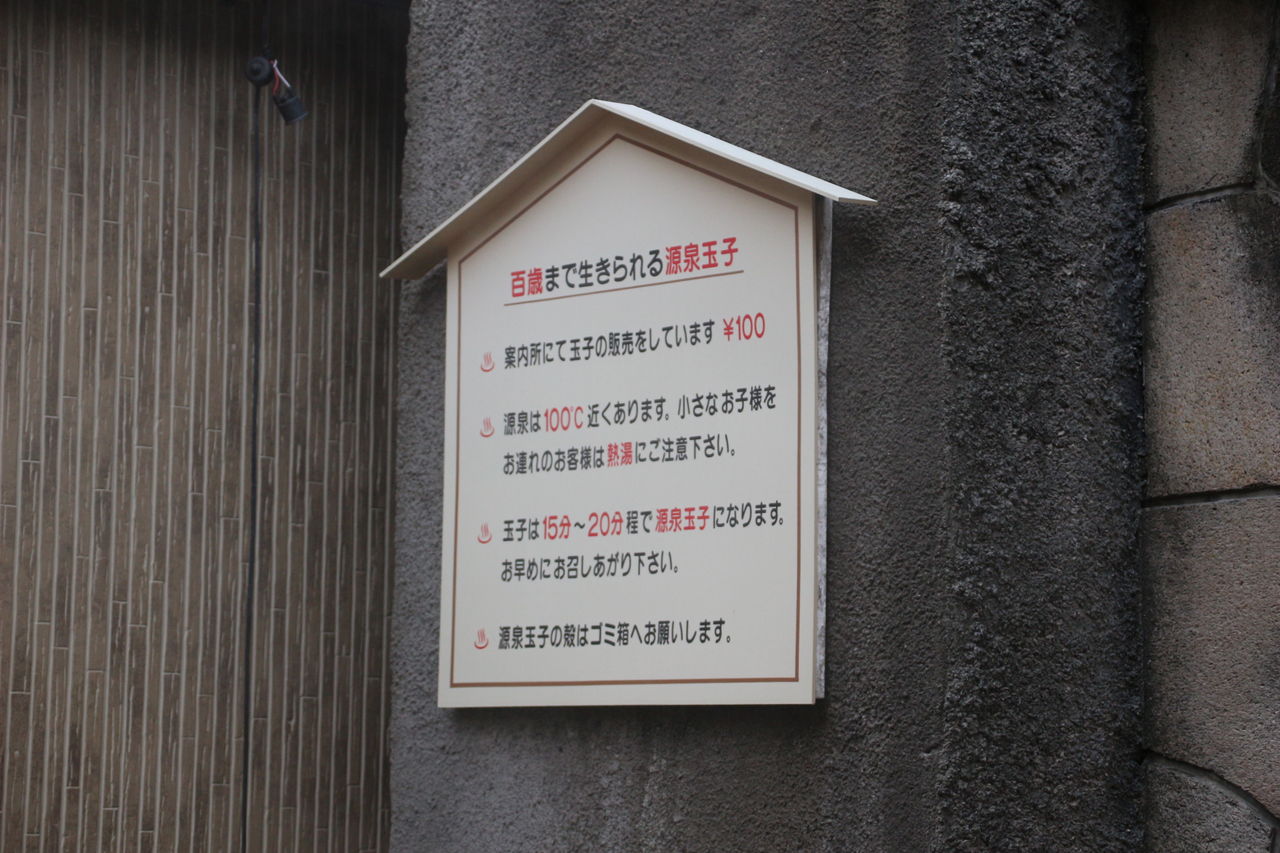 百歳まで生きられる源泉玉子
案内所にて玉子の販売をしています ¥100
源泉は100℃近くあります。小さなお子様を
お連れのお客様は熱湯にご注意下さい。
玉子は15分～20分程で源泉玉子になります。
お早めにお召しあがり下さい。
源泉玉子の殻はゴミ箱へお願いします。